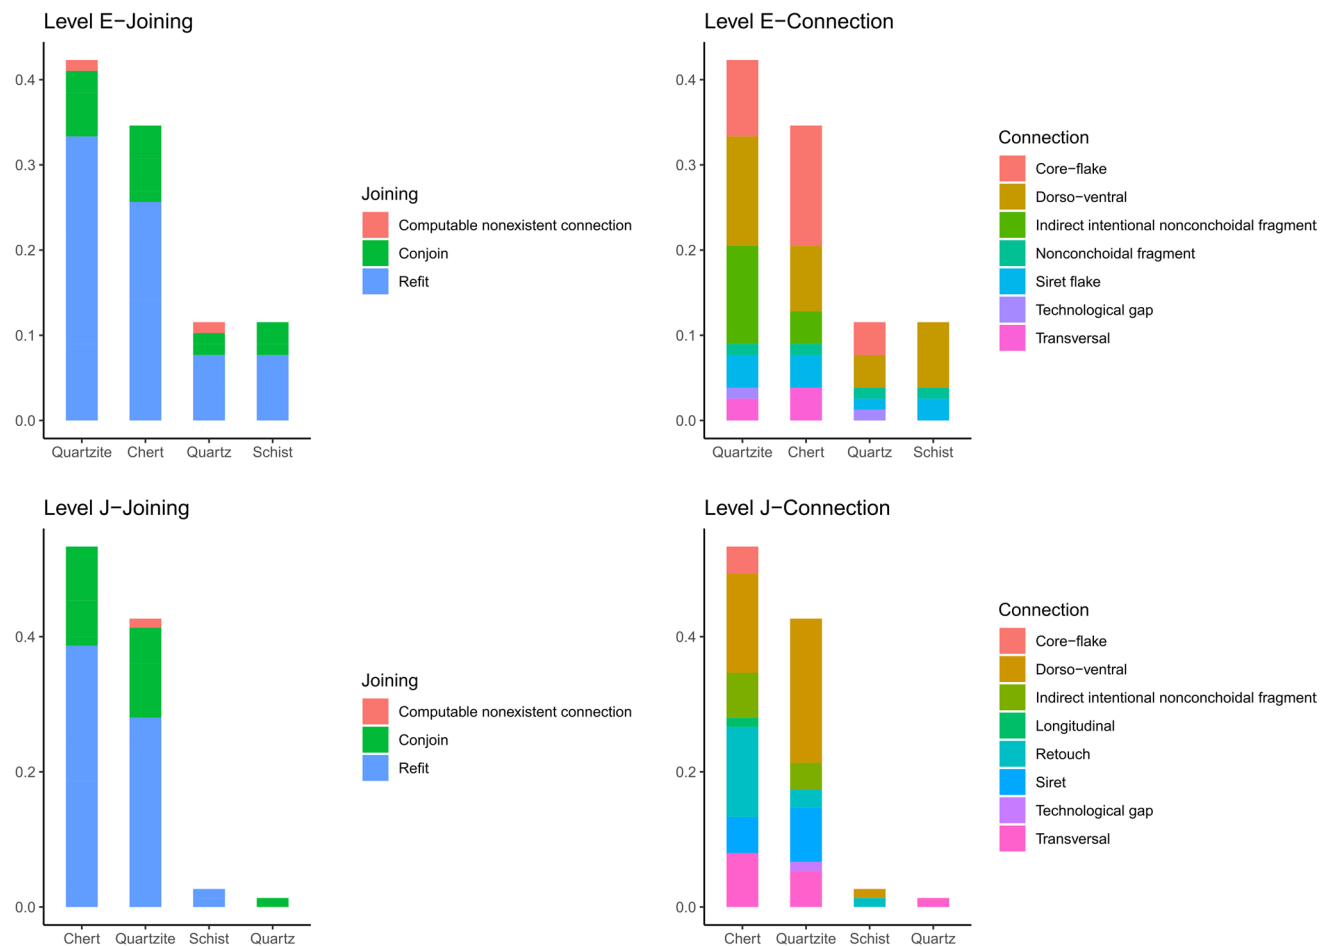 Level E−Joining
0.4
0.3
0.2
0.1
0.0
Quartzite Chert Quartz Schist
Joining
Computable nonexistent connection
Conjoin
Refit
Level E−Connection
0.4
0.3
0.2
0.1
0.0
Quartzite Chert Quartz Schist
Connection
Core−flake
Dorso−ventral
Indirect intentional nonconchoidal fragment
Nonconchoidal fragment
Siret flake
Technological gap
Transversal
Level J−Joining
0.4
0.2
0.0
Chert Quartzite Schist Quartz
Joining
Computable nonexistent connection
Conjoin
Refit
Level J−Connection
0.4
0.2
0.0
Chert Quartzite Schist Quartz
Connection
Core−flake
Dorso−ventral
Indirect intentional nonconchoidal fragment
Longitudinal
Retouch
Siret
Technological gap
Transversal